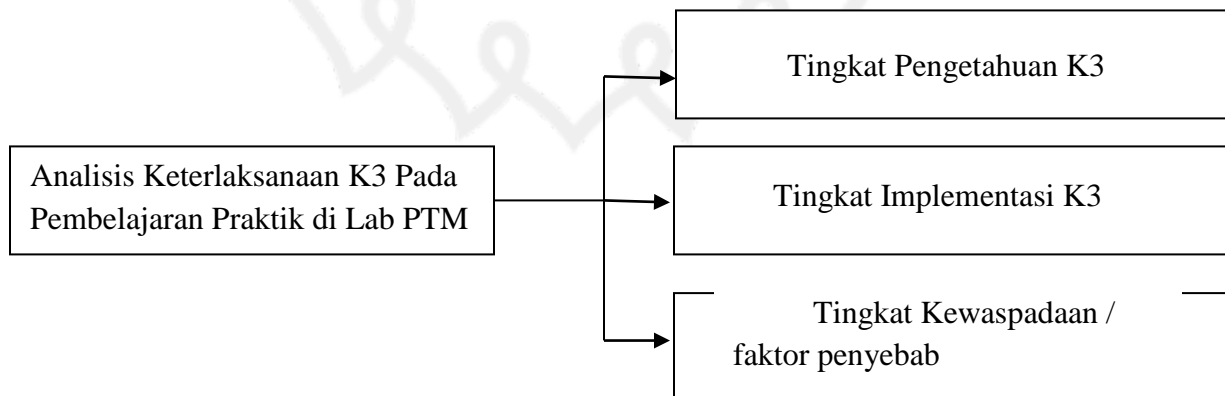 Tingkat Pengetahuan K3
Analisis Keterlaksanaan K3 Pada
Pembelajaran Praktik di Lab PTM
Tingkat Implementasi K3
Tingkat Kewaspadaan /
faktor penyebab